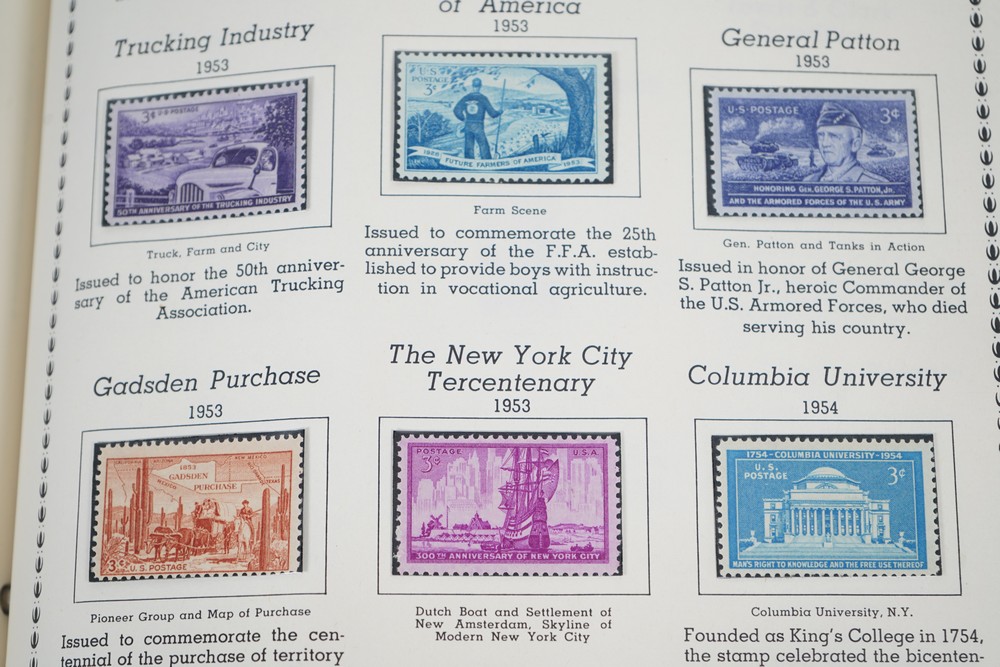 of America
1953
Trucking Industry
1953
General Patton
1953
3¢ U.S. POSTAGE
50TH ANNIVERSARY OF THE TRUCKING INDUSTRY
U.S.
POSTAGE
3¢
1928 FUTURE FARMERS OF AMERICA 1953
U.S. POSTAGE 3¢
HONORING GEN. GEORGE S. PATTON, JR.
AND THE ARMORED FORCES OF THE U.S. ARMY
Truck, Farm and City
Issued to honor the 50th anniver-
sary of the American Trucking
Association.
Farm Scene
Issued to commemorate the 25th
anniversary of the F.F.A. estab-
lished to provide boys with instruc-
tion in vocational agriculture.
Gen. Patton and Tanks in Action
Issued in honor of General George
S. Patton Jr., heroic Commander of
the U.S. Armored Forces, who died
serving his country.
Gadsden Purchase
1953
The New York City
Tercentenary
1953
Columbia University
1954
CALIFORNIA ARIZONA NEW MEXICO
1853
GADSDEN
PURCHASE
MEXICO
TEXAS
3¢ U.S. POSTAGE
POSTAGE U.S.A.
3¢
300TH ANNIVERSARY OF NEW YORK CITY
1754-COLUMBIA UNIVERSITY-1954
U.S.
POSTAGE
3¢
MAN'S RIGHT TO KNOWLEDGE AND THE FREE USE THEREOF
Pioneer Group and Map of Purchase
Issued to commemorate the cen-
tennial of the purchase of territory
Dutch Boat and Settlement of
New Amsterdam, Skyline of
Modern New York City
Columbia University, N.Y.
Founded as King's College in 1754,
the stamp celebrated the bicenten-